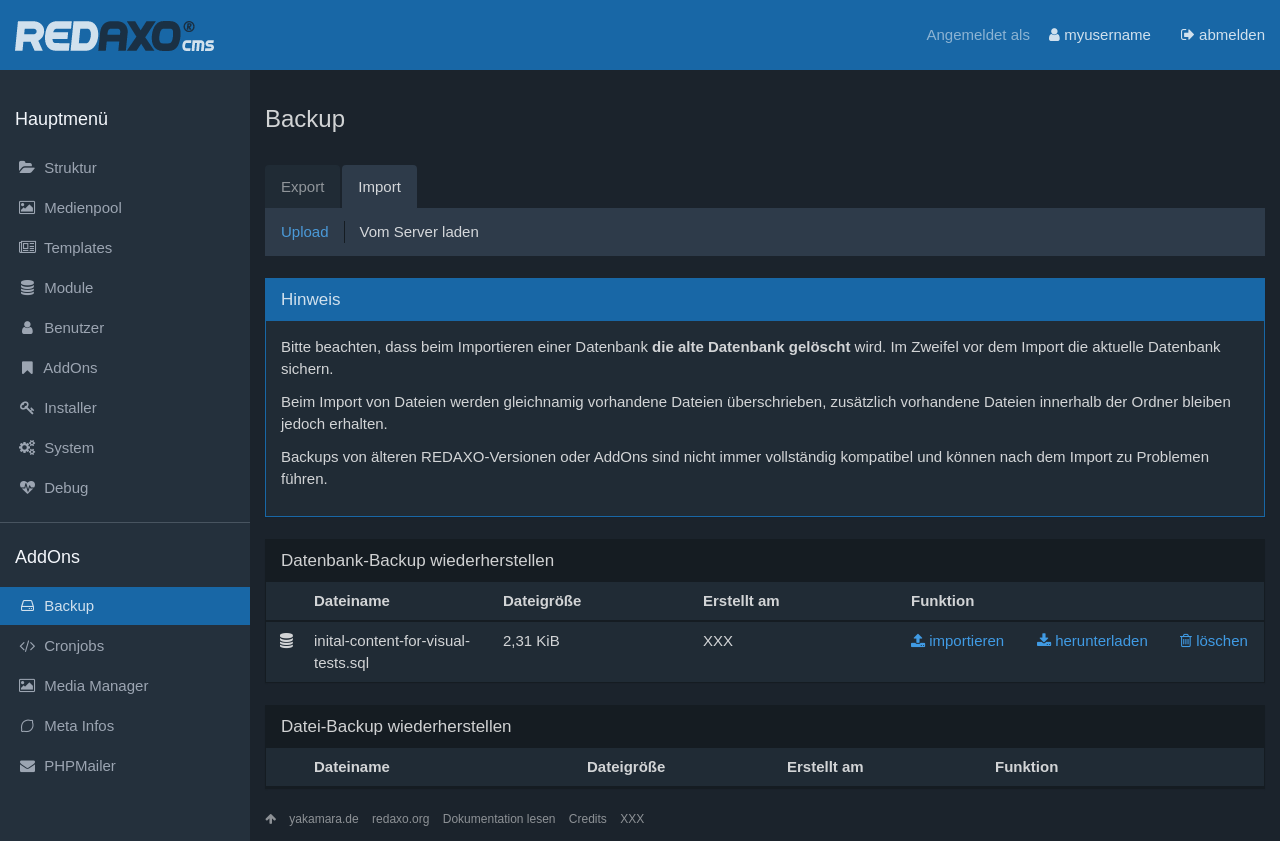 REDAXO® cms
Angemeldet als myusername abmelden
Hauptmenü
Struktur
Medienpool
Templates
Module
Benutzer
AddOns
Installer
System
Debug
AddOns
Backup
Cronjobs
Media Manager
Meta Infos
PHPMailer
Backup
Export Import
Upload Vom Server laden
Hinweis
Bitte beachten, dass beim Importieren einer Datenbank die alte Datenbank gelöscht wird. Im Zweifel vor dem Import die aktuelle Datenbank
sichern.
Beim Import von Dateien werden gleichnamig vorhandene Dateien überschrieben, zusätzlich vorhandene Dateien innerhalb der Ordner bleiben
jedoch erhalten.
Backups von älteren REDAXO-Versionen oder AddOns sind nicht immer vollständig kompatibel und können nach dem Import zu Problemen
führen.
Datenbank-Backup wiederherstellen
Dateiname Dateigröße Erstellt am Funktion
inital-content-for-visual- 2,31 KiB XXX importieren herunterladen löschen
tests.sql
Datei-Backup wiederherstellen
Dateiname Dateigröße Erstellt am Funktion
yakamara.de redaxo.org Dokumentation lesen Credits XXX